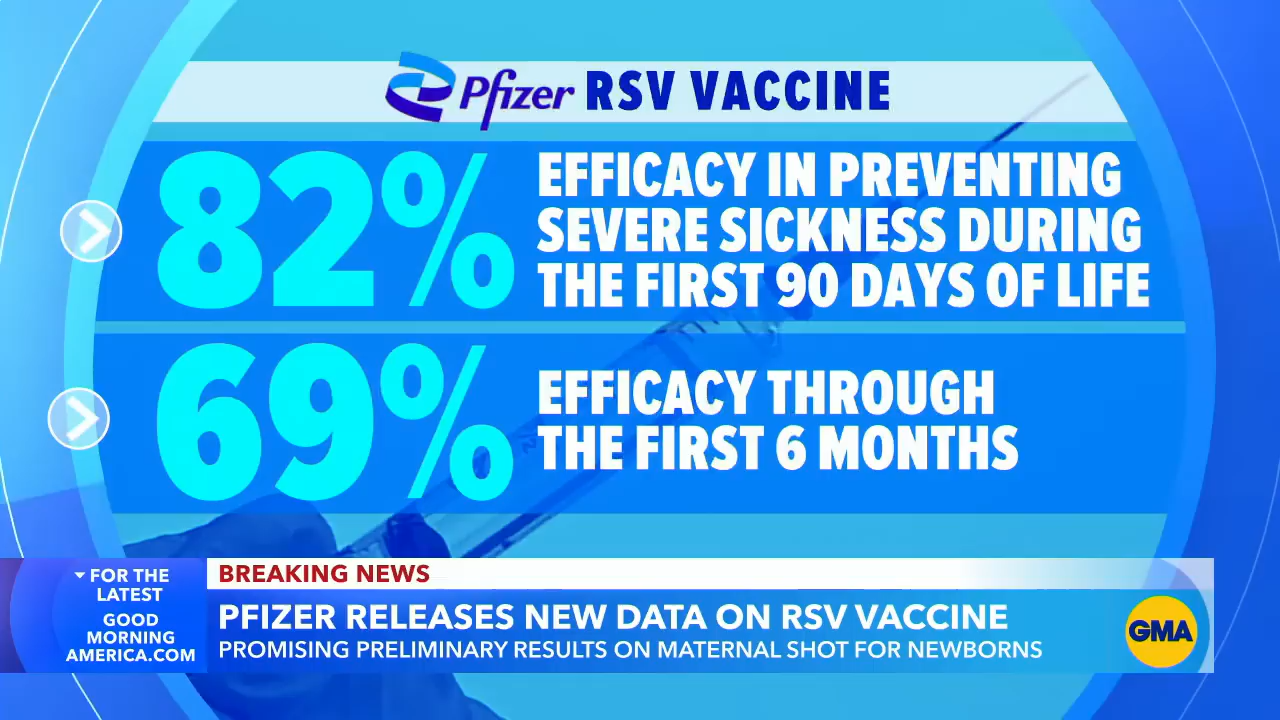 Pfizer RSV VACCINE
82%
EFFICACY IN PREVENTING
SEVERE SICKNESS DURING
THE FIRST 90 DAYS OF LIFE
69%
EFFICACY THROUGH
THE FIRST 6 MONTHS
FOR THE
LATEST
GOOD
MORNING
AMERICA.COM
BREAKING NEWS
PFIZER RELEASES NEW DATA ON RSV VACCINE
PROMISING PRELIMINARY RESULTS ON MATERNAL SHOT FOR NEWBORNS
GMA